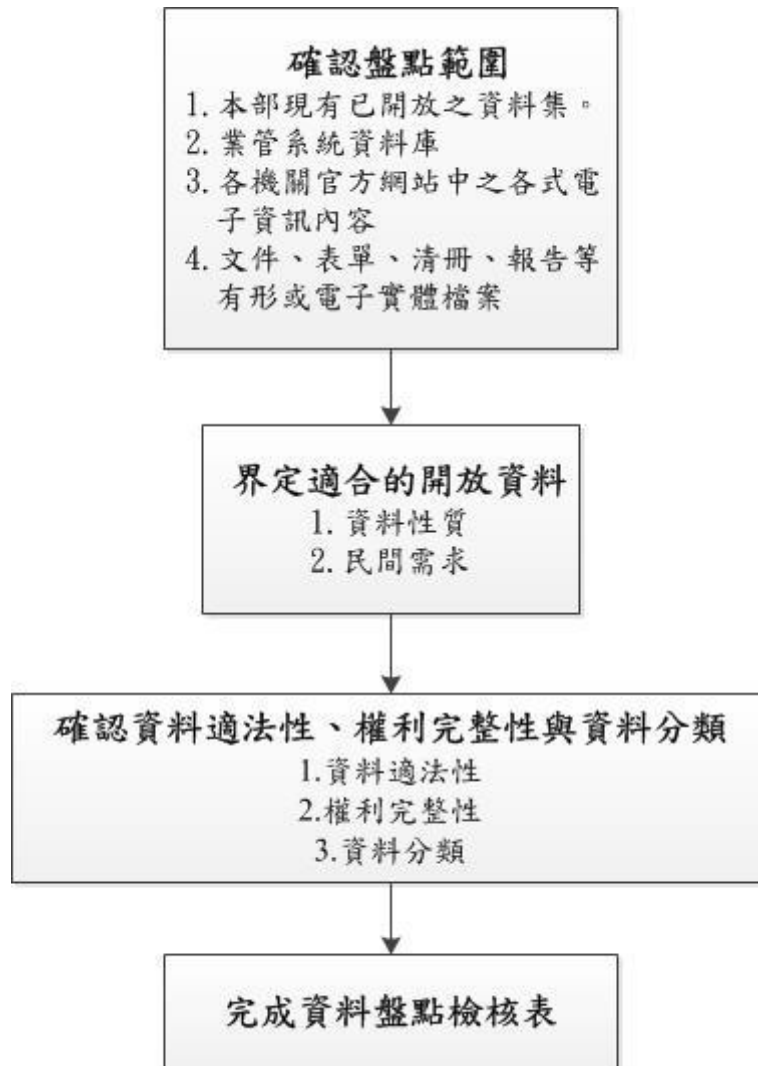 確認盤點範圍
1. 本部現有已開放之資料集。
2. 業管系統資料庫
3. 各機關官方網站中之各式電
子資訊內容
4. 文件、表單、清冊、報告等
有形或電子實體檔案
界定適合的開放資料
1. 資料性質
2. 民間需求
確認資料適法性、權利完整性與資料分類
1.資料適法性
2.權利完整性
3.資料分類
完成資料盤點檢核表